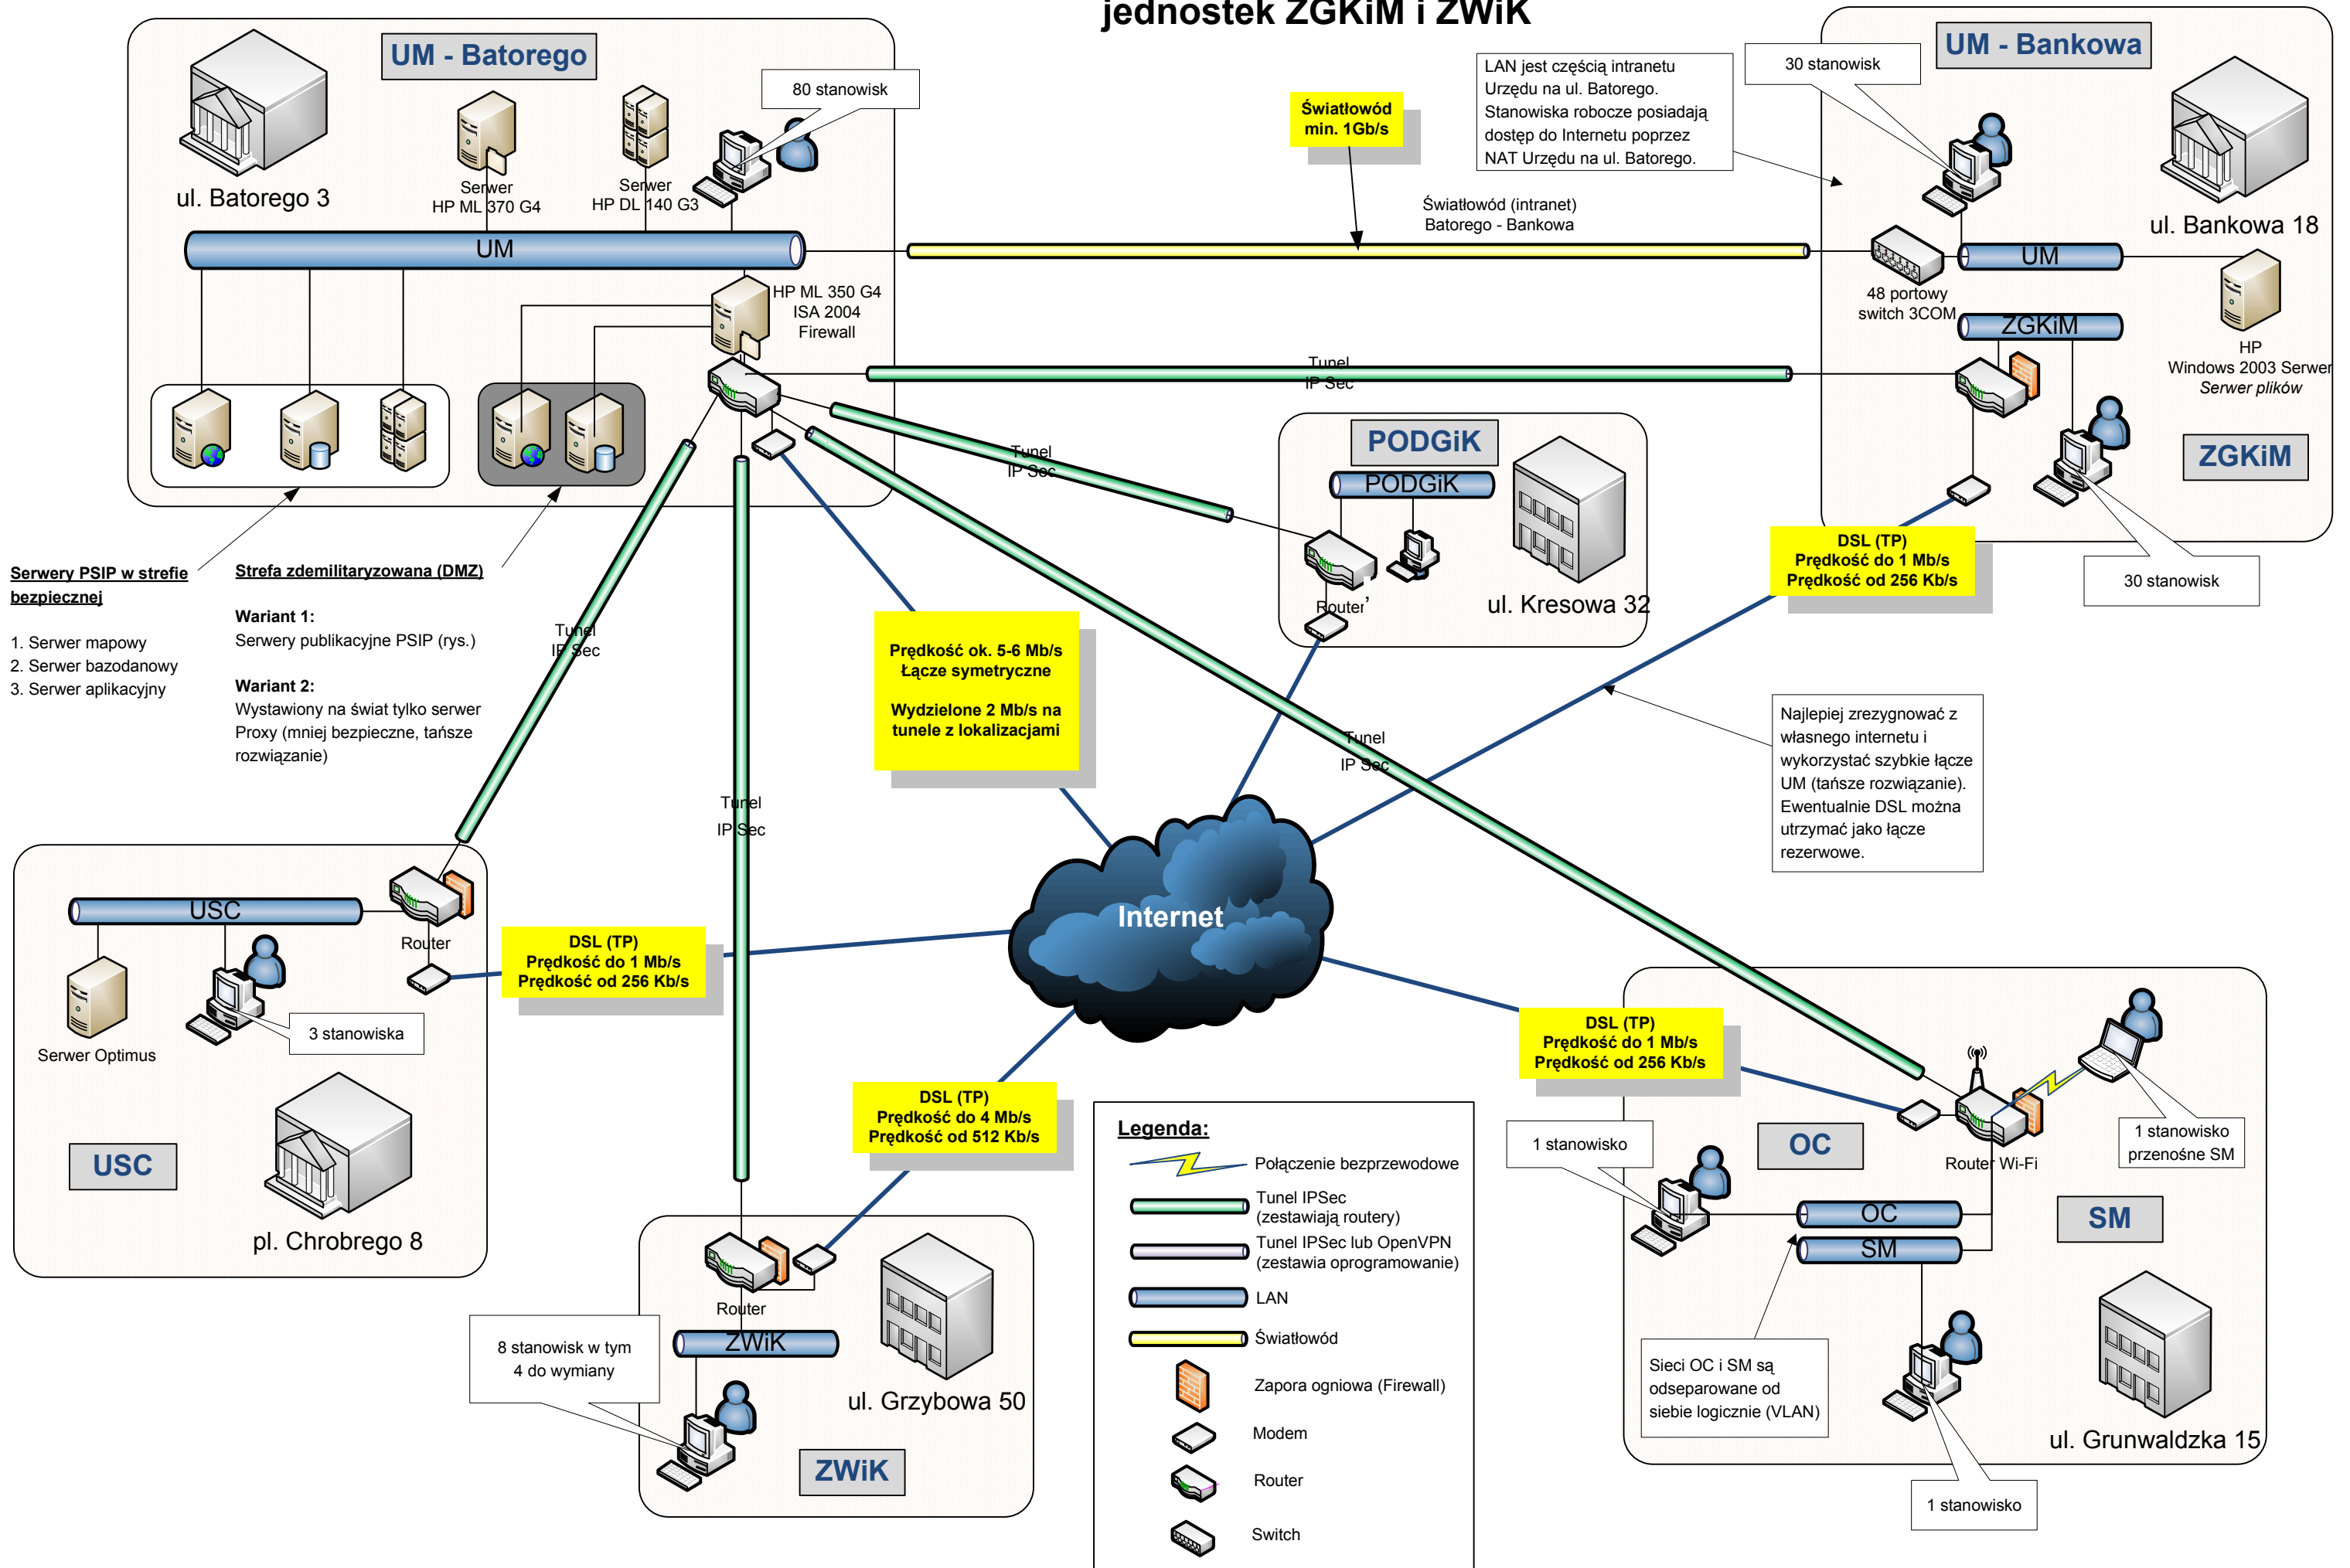 jednostek ZGKiM i ZWiK
UM - Batorego
ul. Batorego 3
Serwer
HP ML 370 G4
Serwer
HP DL 140 G3
80 stanowisk
UM
HP ML 350 G4
ISA 2004
Firewall
Światłowód
min. 1Gb/s
Światłowód (intranet)
Batorego - Bankowa
LAN jest częścią intranetu
Urzędu na ul. Batorego.
Stanowiska robocze posiadają
dostęp do Internetu poprzez
NAT Urzędu na ul. Batorego.
UM - Bankowa
30 stanowisk
ul. Bankowa 18
48 portowy
switch 3COM
UM
ZGKiM
HP
Windows 2003 Serwer
Serwer plików
ZGKiM
30 stanowisk
Tunel
IP Sec
Tunel
IP Sec
PODGiK
PODGiK
Router
,
ul. Kresowa 32
DSL (TP)
Prędkość do 1 Mb/s
Prędkość od 256 Kb/s
Serwery PSIP w strefie
bezpiecznej
1. Serwer mapowy
2. Serwer bazodanowy
3. Serwer aplikacyjny
Strefa zdemilitaryzowana (DMZ)
Wariant 1:
Serwery publikacyjne PSIP (rys.)
Wariant 2:
Wystawiony na świat tylko serwer
Proxy (mniej bezpieczne, tańsze
rozwiązanie)
Tunel
IP Sec
Tunel
IP Sec
Prędkość ok. 5-6 Mb/s
Łącze symetryczne
Wydzielone 2 Mb/s na
tunele z lokalizacjami
Tunel
IP Sec
Najlepiej zrezygnować z
własnego internetu i
wykorzystać szybkie łącze
UM (tańsze rozwiązanie).
Ewentualnie DSL można
utrzymać jako łącze
rezerwowe.
Internet
USC
Router
Serwer Optimus
3 stanowiska
USC
pl. Chrobrego 8
DSL (TP)
Prędkość do 1 Mb/s
Prędkość od 256 Kb/s
DSL (TP)
Prędkość do 4 Mb/s
Prędkość od 512 Kb/s
Router
ZWiK
8 stanowisk w tym
4 do wymiany
ul. Grzybowa 50
ZWiK
Legenda:
Połączenie bezprzewodowe
Tunel IPSec
(zestawiają routery)
Tunel IPSec lub OpenVPN
(zestawia oprogramowanie)
LAN
Światłowód
Zapora ogniowa (Firewall)
Modem
Router
Switch
DSL (TP)
Prędkość do 1 Mb/s
Prędkość od 256 Kb/s
1 stanowisko
OC
Router Wi-Fi
1 stanowisko
przenośne SM
OC
SM
SM
Sieci OC i SM są
odseparowane od
siebie logicznie (VLAN)
ul. Grunwaldzka 15
1 stanowisko